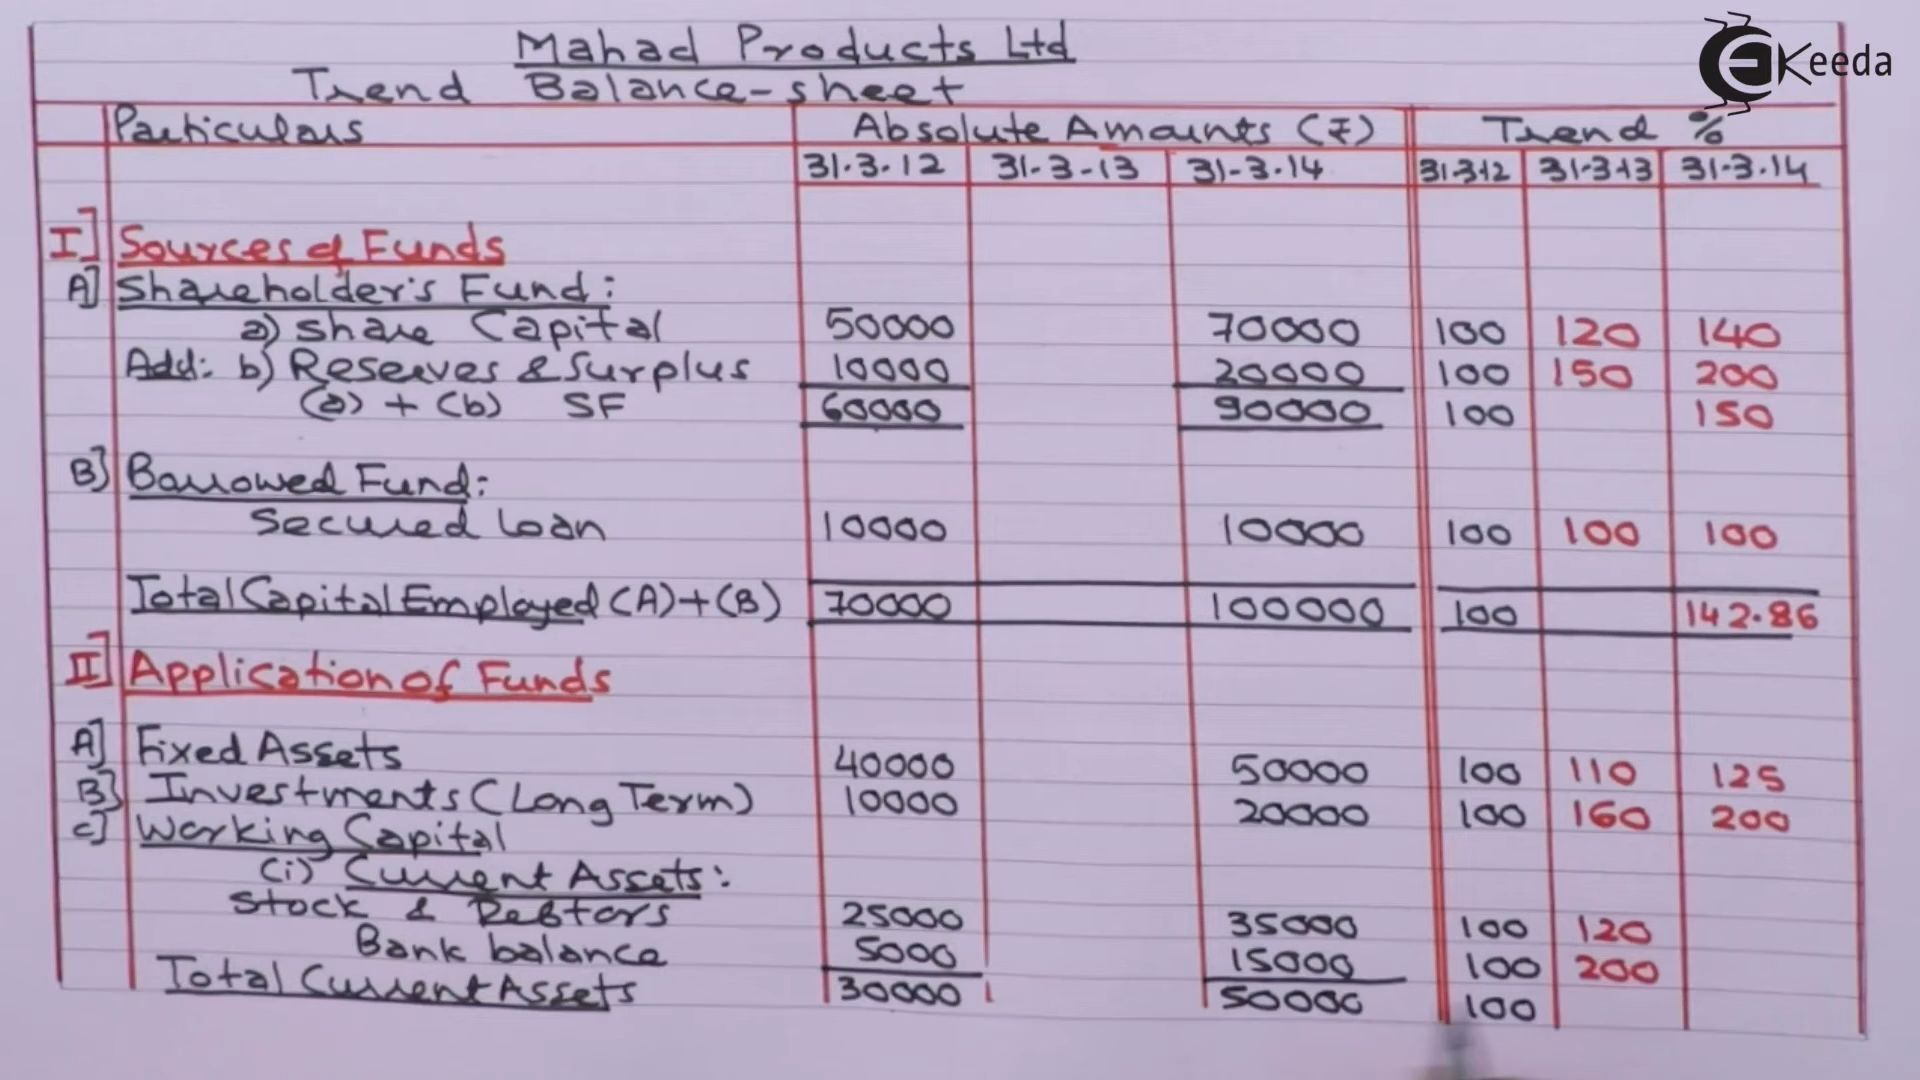 Mahad Products Ltd
Trend Balance-sheet
Keeda
Particulars Absolute Amounts (₹) Trend %
31.3.12 31-3-13 31-3.14 31.3.12 31.3.13 31-3.14
I] Sources of Funds
A] Shareholder's Fund:
a) Share Capital 50000 70000 100 120 140
Add: b) Reserves & Surplus 10000 20000 100 150 200
(a) + (b) SF 60000 90000 100 150
B] Borrowed Fund:
Secured loan 10000 10000 100 100 100
Total Capital Employed (A)+(B) 70000 100000 100 142.86
II] Application of Funds
A] Fixed Assets 40000 50000 100 110 125
B] Investments (Long Term) 10000 20000 100 160 200
C] Working Capital
(i) Current Assets:
Stock & Debtors 25000 35000 100 120
Bank balance 5000 15000 100 200
Total Current Assets 30000 50000 100